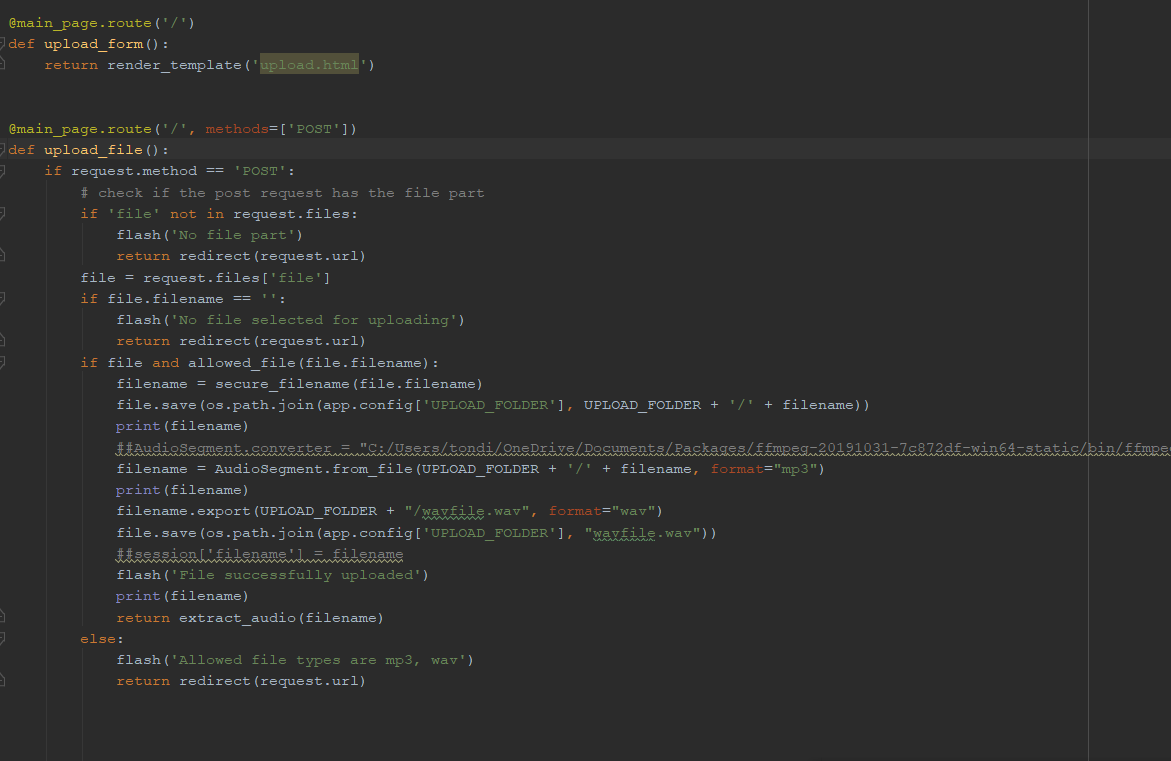 @main_page.route('/')
def upload_form():
    return render_template('upload.html')
@main_page.route('/', methods=['POST'])
def upload_file():
    if request.method == 'POST':
        # check if the post request has the file part
        if 'file' not in request.files:
            flash('No file part')
            return redirect(request.url)
        file = request.files['file']
        if file.filename == '':
            flash('No file selected for uploading')
            return redirect(request.url)
        if file and allowed_file(file.filename):
            filename = secure_filename(file.filename)
            file.save(os.path.join(app.config['UPLOAD_FOLDER'], UPLOAD_FOLDER + '/' + filename))
            print(filename)
            ##AudioSegment.converter = "C:/Users/tondi/OneDrive/Documents/Packages/ffmpeg-20191031-7c872df-win64-static/bin/ffmpe
            filename = AudioSegment.from_file(UPLOAD_FOLDER + '/' + filename, format="mp3")
            print(filename)
            filename.export(UPLOAD_FOLDER + "/wavfile.wav", format="wav")
            file.save(os.path.join(app.config['UPLOAD_FOLDER'], "wavfile.wav"))
            ##session['filename'] = filename
            flash('File successfully uploaded')
            print(filename)
            return extract_audio(filename)
        else:
            flash('Allowed file types are mp3, wav')
            return redirect(request.url)